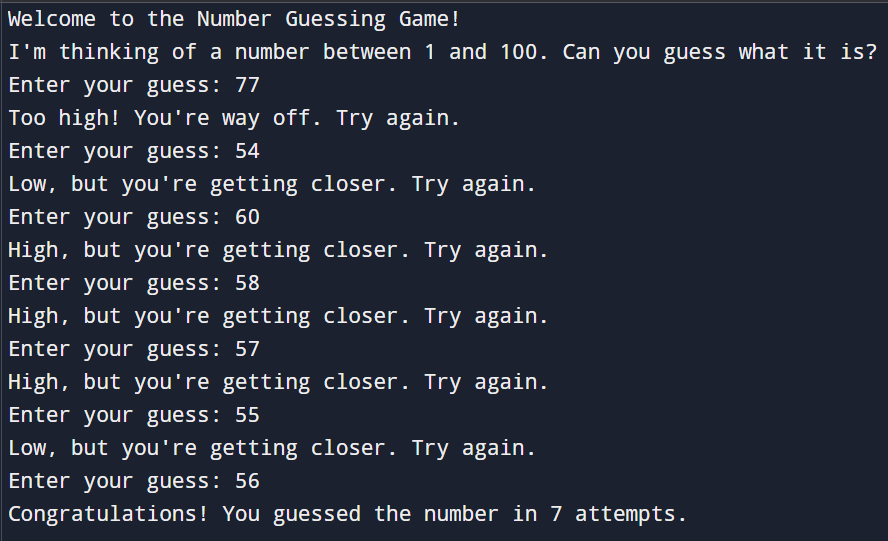 Welcome to the Number Guessing Game!
I'm thinking of a number between 1 and 100. Can you guess what it is?
Enter your guess: 77
Too high! You're way off. Try again.
Enter your guess: 54
Low, but you're getting closer. Try again.
Enter your guess: 60
High, but you're getting closer. Try again.
Enter your guess: 58
High, but you're getting closer. Try again.
Enter your guess: 57
High, but you're getting closer. Try again.
Enter your guess: 55
Low, but you're getting closer. Try again.
Enter your guess: 56
Congratulations! You guessed the number in 7 attempts.